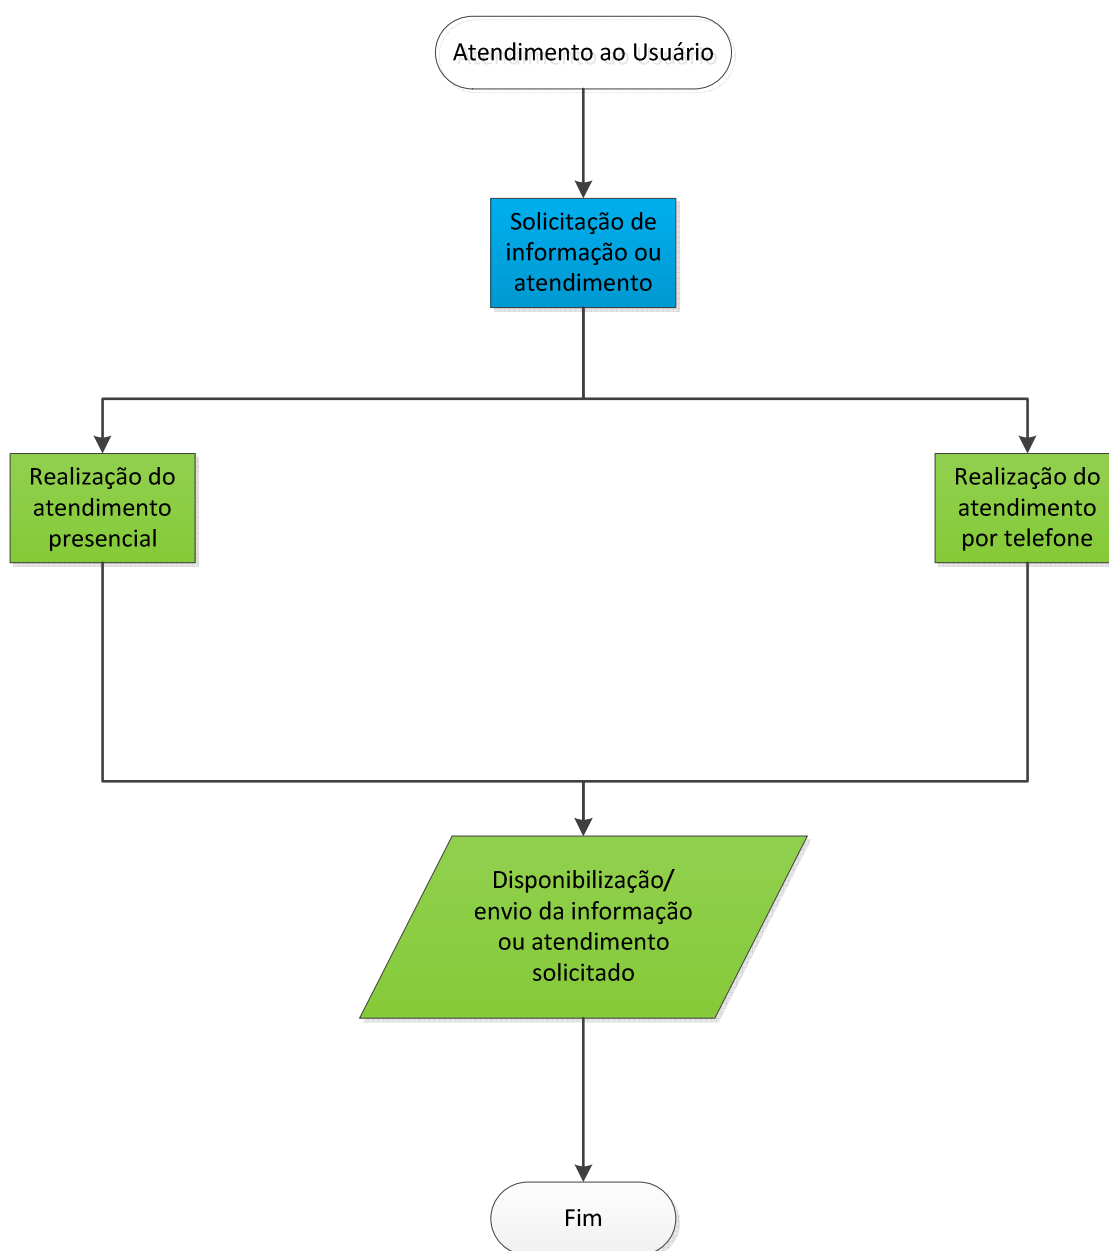 Atendimento ao Usuário
Solicitação de
informação ou
atendimento
Realização do
atendimento
presencial
Realização do
atendimento
por telefone
Disponibilização/
envio da informação
ou atendimento
solicitado
Fim